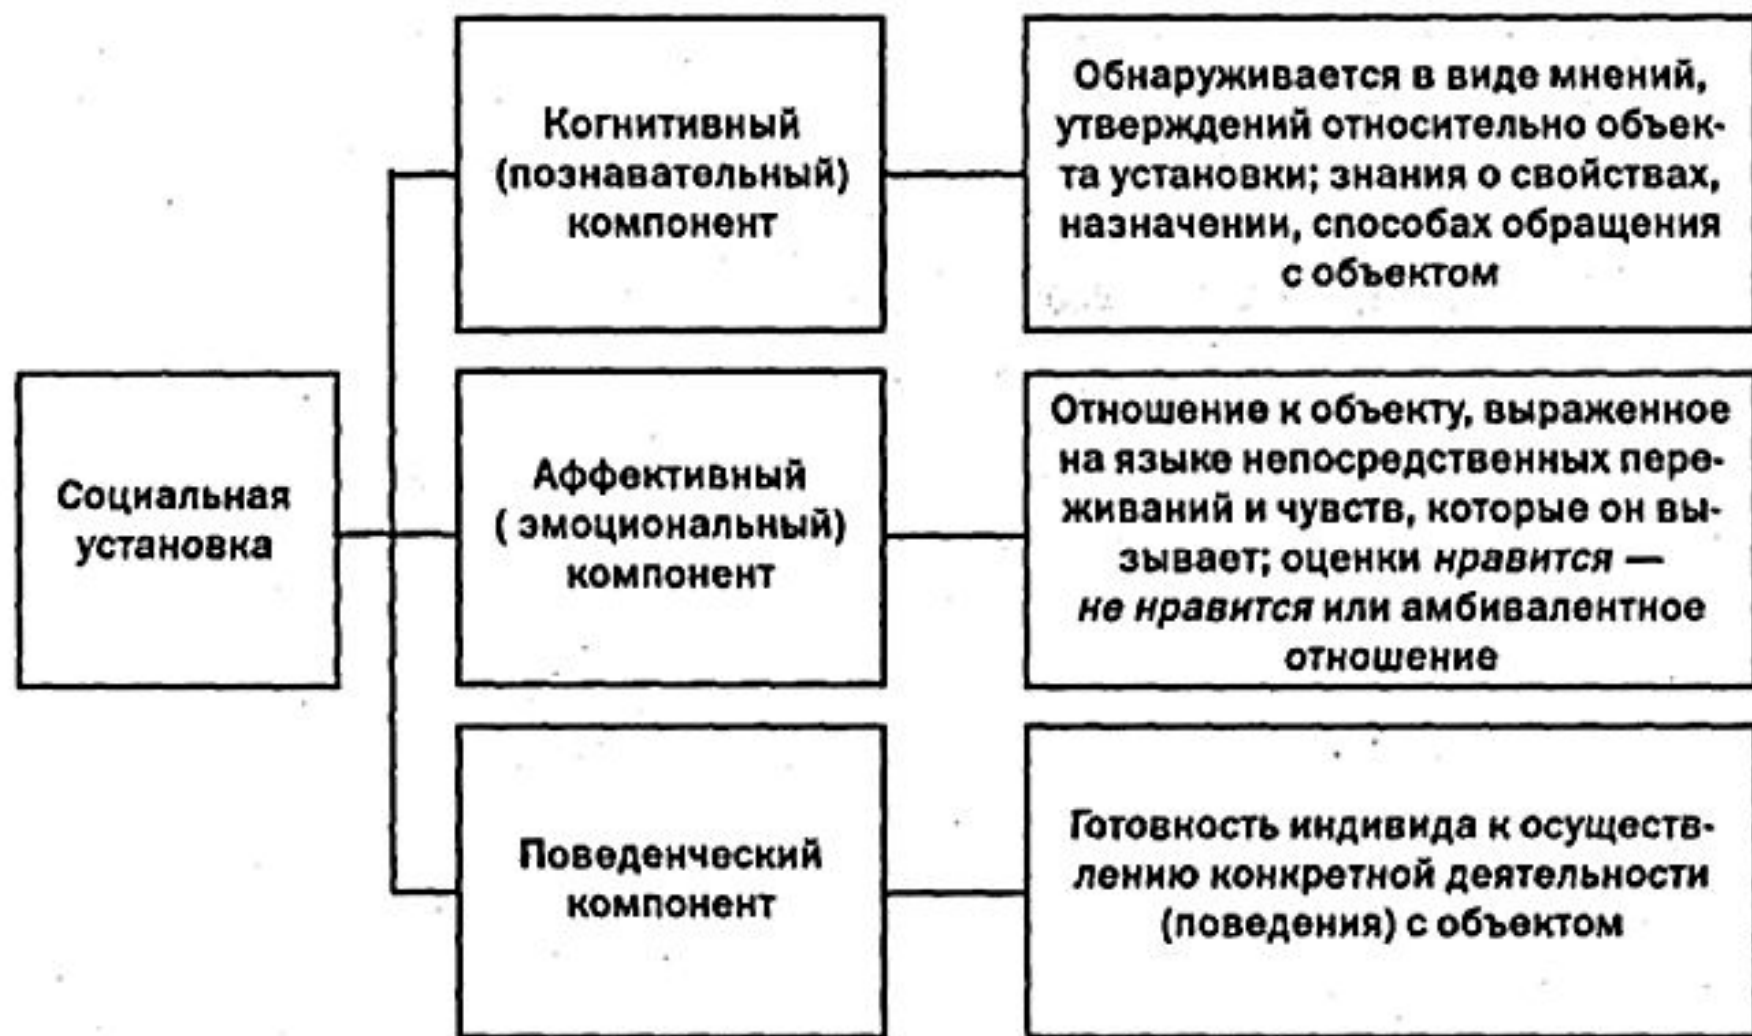 Социальная
установка
Когнитивный
(познавательный)
компонент
Обнаруживается в виде мнений,
утверждений относительно объек-
та установки; знания о свойствах,
назначении, способах обращения
с объектом
Аффективный
( эмоциональный)
компонент
Отношение к объекту, выраженное
на языке непосредственных пере-
живаний и чувств, которые он вы-
зывает; оценки нравится —
не нравится или амбивалентное
отношение
Поведенческий
компонент
Готовность индивида к осуществ-
лению конкретной деятельности
(поведения) с объектом